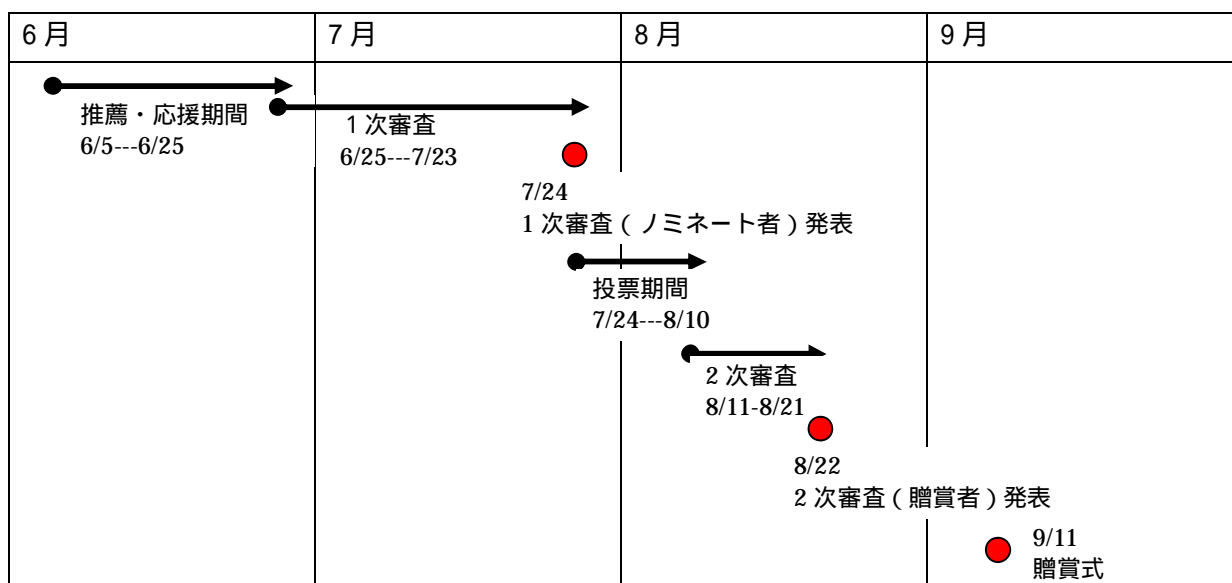 6月
7月
8月
9月
推薦・応援期間
6/5---6/25
1次審査
6/25---7/23
7/24
1次審査(ノミネート者)発表
投票期間
7/24---8/10
2次審査
8/11-8/21
8/22
2次審査(贈賞者)発表
9/11
贈賞式